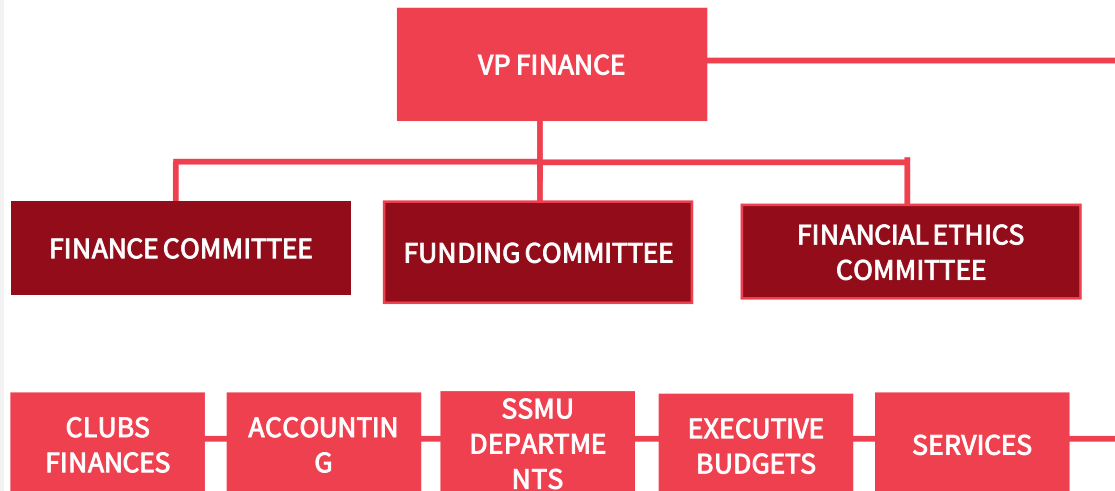 VP FINANCE
FINANCE COMMITTEE
FUNDING COMMITTEE
FINANCIAL ETHICS
COMMITTEE
CLUBS
FINANCES
ACCOUNTIN
G
SSMU
DEPARTME
NTS
EXECUTIVE
BUDGETS
SERVICES